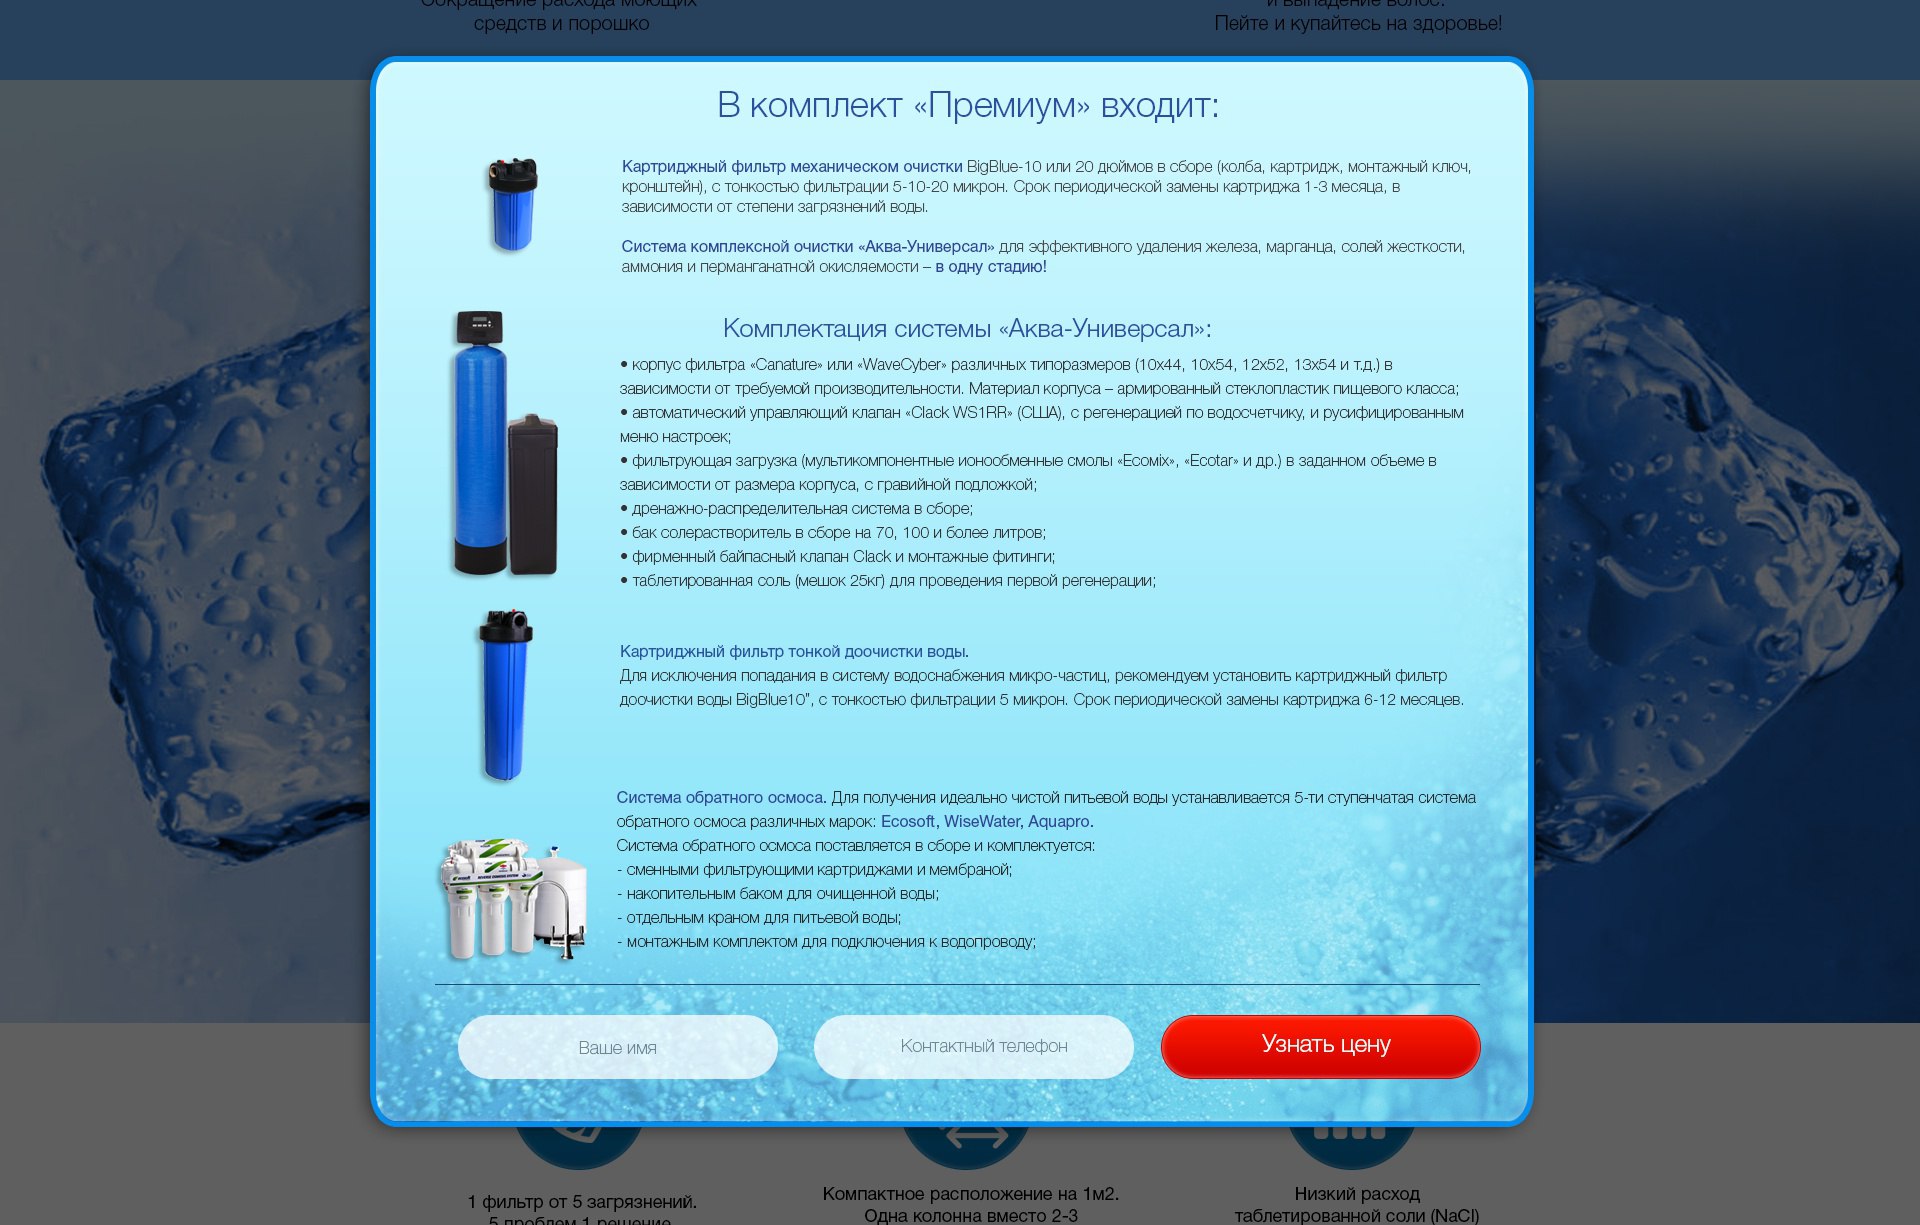 Сокращение расхода моющих
средств и порошко
и выпадение волос.
Пейте и купайтесь на здоровье!
В комплект «Премиум» входит:
Картриджный фильтр механическом очистки BigBlue-10 или 20 дюймов в сборе (колба, картридж, монтажный ключ,
кронштейн), с тонкостью фильтрации 5-10-20 микрон. Срок периодической замены картриджа 1-3 месяца, в
зависимости от степени загрязнений воды.
Система комплексной очистки «Аква-Универсал» для эффективного удаления железа, марганца, солей жесткости,
аммония и перманганатной окисляемости – в одну стадию!
Комплектация системы «Аква-Универсал»:
• корпус фильтра «Canature» или «WaveCyber» различных типоразмеров (10x44, 10x54, 12x52, 13x54 и т.д.) в
зависимости от требуемой производительности. Материал корпуса – армированный стеклопластик пищевого класса;
• автоматический управляющий клапан «Clack WS1RR» (США), с регенерацией по водосчетчику, и русифицированным
меню настроек;
• фильтрующая загрузка (мультикомпонентные ионообменные смолы «Ecoмix», «Ecotar» и др.) в заданном объеме в
зависимости от размера корпуса, с гравийной подложкой;
• дренажно-распределительная система в сборе;
• бак солерастворитель в сборе на 70, 100 и более литров;
• фирменный байпасный клапан Clack и монтажные фитинги;
• таблетированная соль (мешок 25кг) для проведения первой регенерации;
Картриджный фильтр тонкой доочистки воды.
Для исключения попадания в систему водоснабжения микро-частиц, рекомендуем установить картриджный фильтр
доочистки воды BigBlue10”, с тонкостью фильтрации 5 микрон. Срок периодической замены картриджа 6-12 месяцев.
Система обратного осмоса. Для получения идеально чистой питьевой воды устанавливается 5-ти ступенчатая система
обратного осмоса различных марок: Ecosoft, WiseWater, Aquapro.
Система обратного осмоса поставляется в сборе и комплектуется:
- сменными фильтрующими картриджами и мембраной;
- накопительным баком для очищенной воды;
- отдельным краном для питьевой воды;
- монтажным комплектом для подключения к водопроводу;
Ваше имя
Контактный телефон
Узнать цену
1 фильтр от 5 загрязнений.
5 проблем 1 решение
Компактное расположение на 1м2.
Одна колонна вместо 2-3
Низкий расход
таблетированной соли (NaCl)